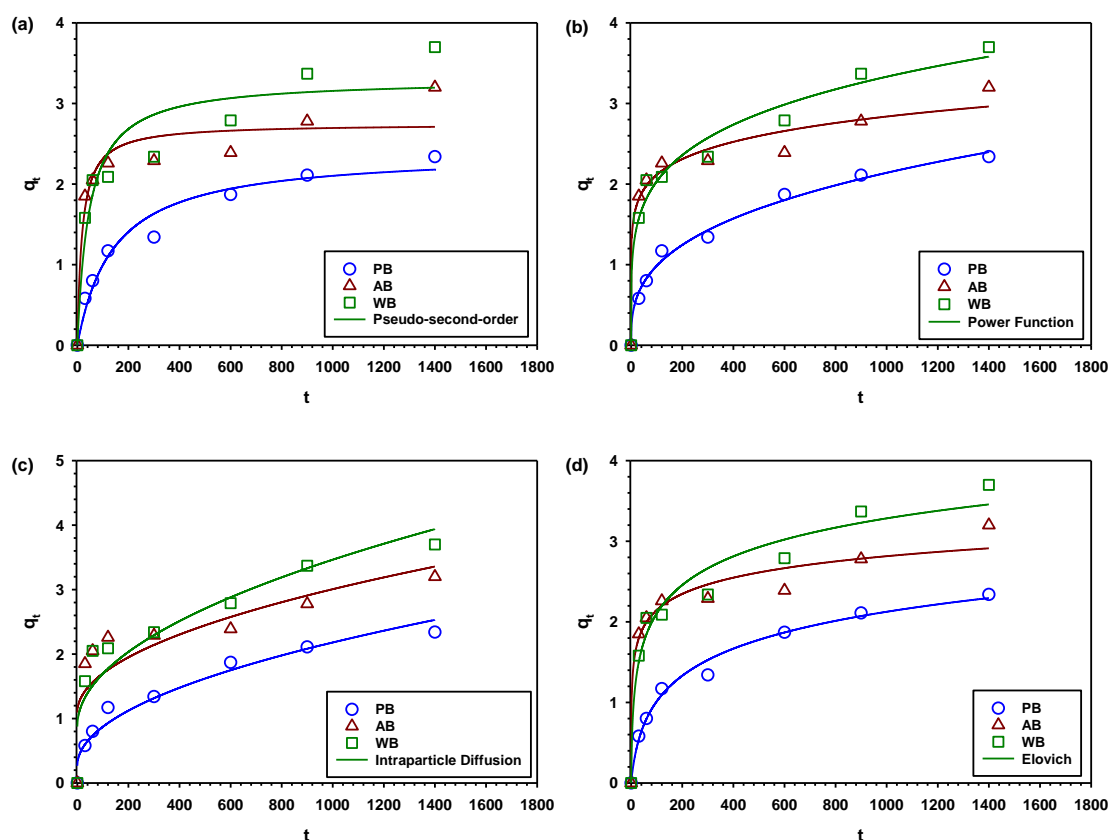 (a)
4
3
2
1
0
q_t
PB
AB
WB
Pseudo-second-order
0 200 400 600 800 1000 1200 1400 1600 1800
t
(b)
4
3
2
1
0
q_t
PB
AB
WB
Power Function
0 200 400 600 800 1000 1200 1400 1600 1800
t
(c)
5
4
3
2
1
0
q_t
PB
AB
WB
Intraparticle Diffusion
0 200 400 600 800 1000 1200 1400 1600 1800
t
(d)
4
3
2
1
0
q_t
PB
AB
WB
Elovich
0 200 400 600 800 1000 1200 1400 1600 1800
t